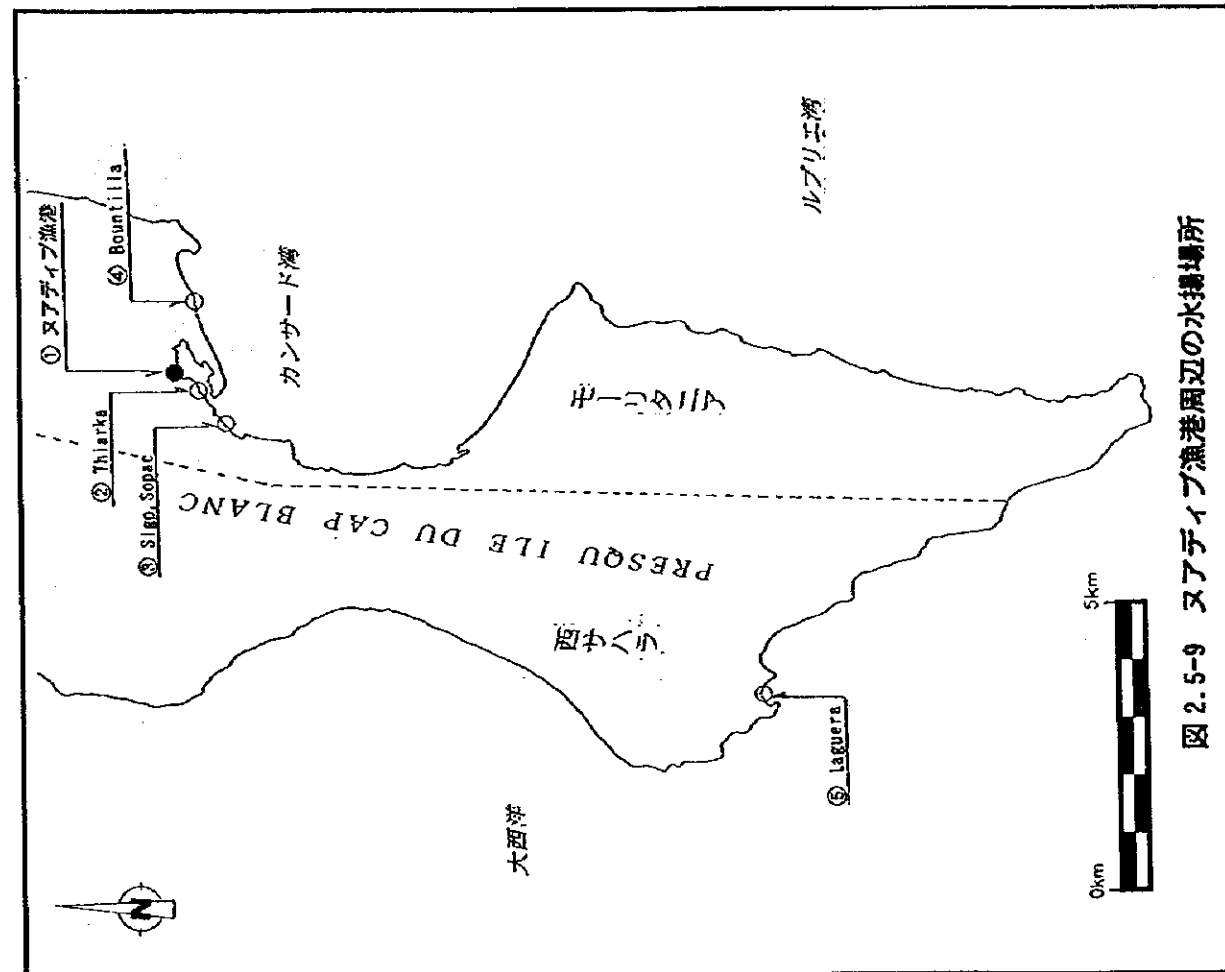 ① ヌアディブ漁港
② Thiarka
③ Sigp,Sopac
④ Bountilla
カンサード湾
ルブリエ湾
モーリタニア
PRESQU ILE DU CAP BLANC
西サハラ
⑤ Laguera
大西洋
N
0km
5km
図 2.5-9 ヌアディブ漁港周辺の水揚場所